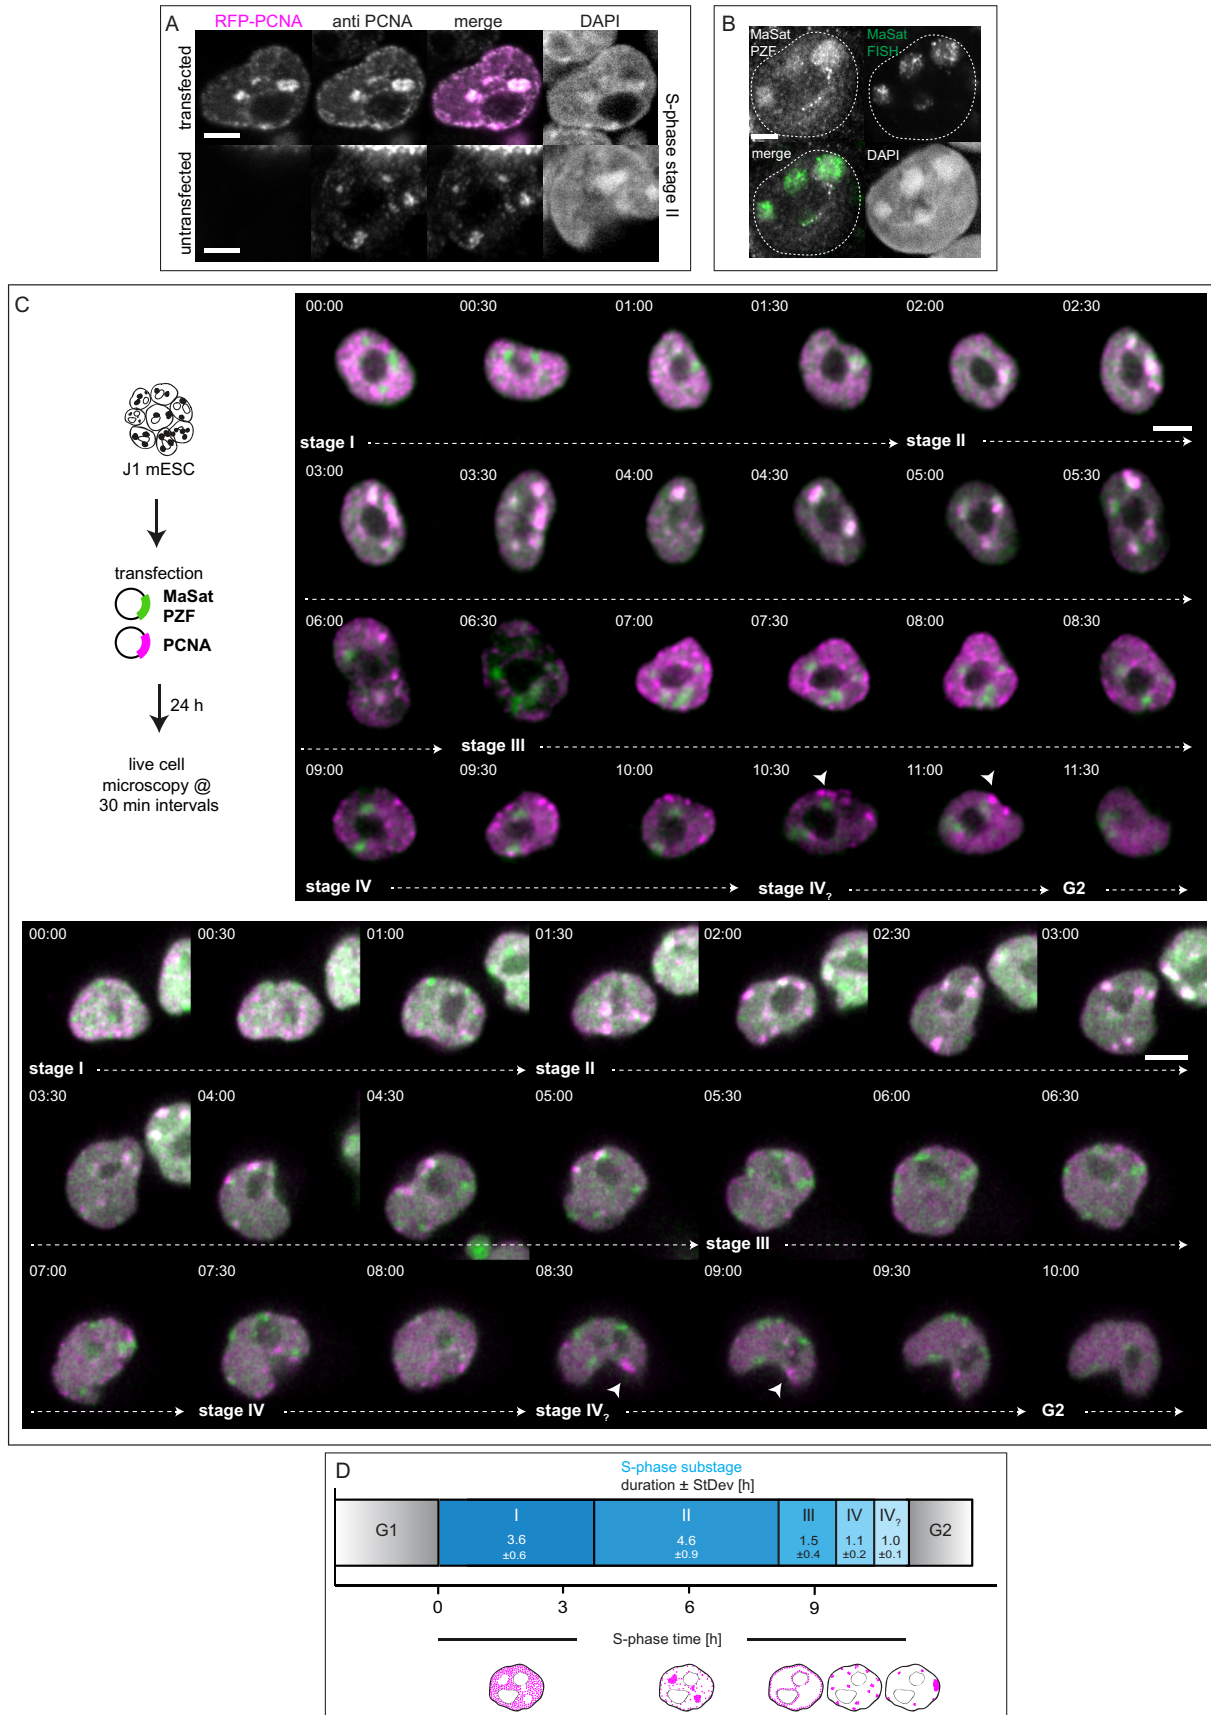 A
RFP-PCNA
anti PCNA
merge
DAPI
transfected
untransfected
S-phase stage II
B
MaSat
PZF
MaSat
FISH
merge
DAPI
C
J1 mESC
transfection
MaSat
PZF
PCNA
24 h
live cell
microscopy @
30 min intervals
00:00
00:30
01:00
01:30
02:00
02:30
stage I
stage II
03:00
03:30
04:00
04:30
05:00
05:30
06:00
06:30
07:00
07:30
08:00
08:30
stage III
09:00
09:30
10:00
10:30
11:00
11:30
stage IV
stage IV?
G2
00:00
00:30
01:00
01:30
02:00
02:30
03:00
stage I
stage II
03:30
04:00
04:30
05:00
05:30
06:00
06:30
stage III
07:00
07:30
08:00
08:30
09:00
09:30
10:00
stage IV
stage IV?
G2
D
S-phase substage
duration ± StDev [h]
G1
I
3.6
±0.6
II
4.6
±0.9
III
1.5
±0.4
IV
1.1
±0.2
IV?
1.0
±0.1
G2
0
3
6
9
S-phase time [h]